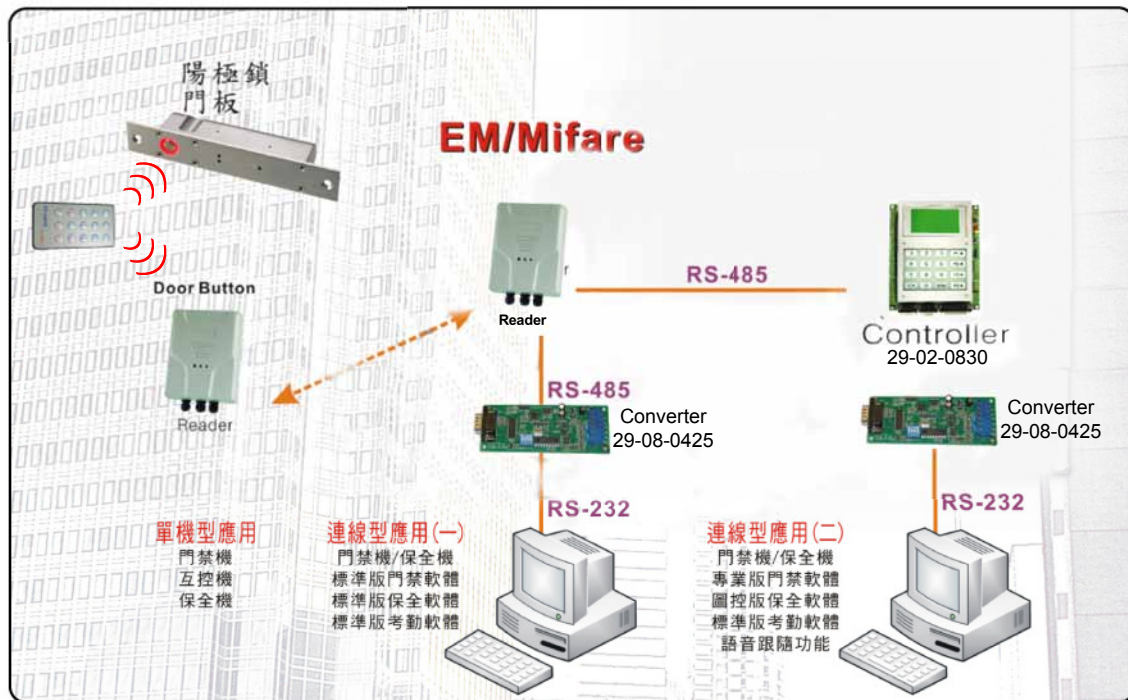 陽極鎖
門板
EM/Mifare
Door Button
Reader
Reader
RS-485
Controller
29-02-0830
RS-485
Converter
29-08-0425
Converter
29-08-0425
RS-232
RS-232
單機型應用
門禁機
互控機
保全機
連線型應用(一)
門禁機/保全機
標準版門禁軟體
標準版保全軟體
標準版考勤軟體
連線型應用(二)
門禁機/保全機
專業版門禁軟體
圖控版保全軟體
標準版考勤軟體
語音跟隨功能